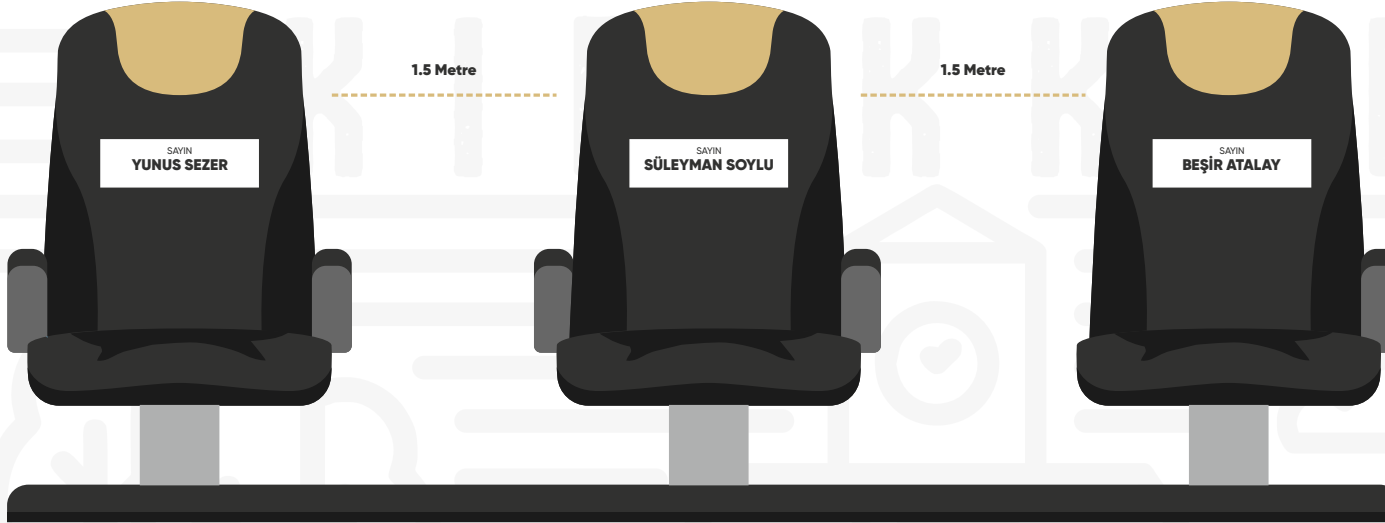 1.5 Metre
1.5 Metre
SAYIN
YUNUS SEZER
SAYIN
SÜLEYMAN SOYLU
SAYIN
BEŞİR ATALAY